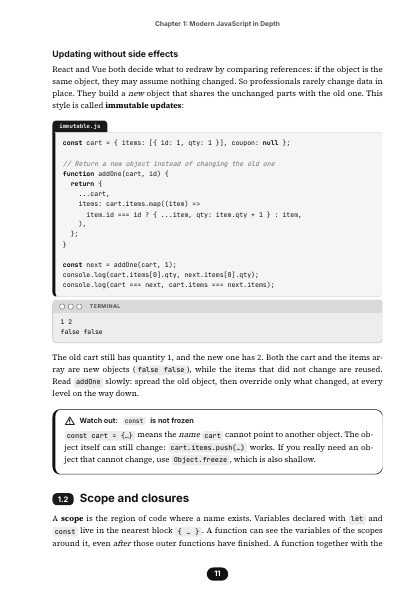 Chapter 1: Modern JavaScript in Depth
Updating without side effects
React and Vue both decide what to redraw by comparing references: if the object is the
same object, they may assume nothing changed. So professionals rarely change data in
place. They build a new object that shares the unchanged parts with the old one. This
style is called immutable updates:
immutable.js
const cart = { items: [{ id: 1, qty: 1 }], coupon: null };
// Return a new object instead of changing the old one
function addOne(cart, id) {
  return {
    ...cart,
    items: cart.items.map((item) =>
      item.id === id ? { ...item, qty: item.qty + 1 } : item,
    ),
  };
}
const next = addOne(cart, 1);
console.log(cart.items[0].qty, next.items[0].qty);
console.log(cart === next, cart.items === next.items);
TERMINAL
1 2
false false
The old cart still has quantity 1, and the new one has 2. Both the cart and the items ar-
ray are new objects (false false), while the items that did not change are reused.
Read addOne slowly: spread the old object, then override only what changed, at every
level on the way down.
Watch out: const is not frozen
const cart = {…} means the name cart cannot point to another object. The ob-
ject itself can still change: cart.items.push(…) works. If you really need an ob-
ject that cannot change, use Object.freeze, which is also shallow.
1.2 Scope and closures
A scope is the region of code where a name exists. Variables declared with let and
const live in the nearest block { … }. A function can see the variables of the scopes
around it, even after those outer functions have finished. A function together with the
11